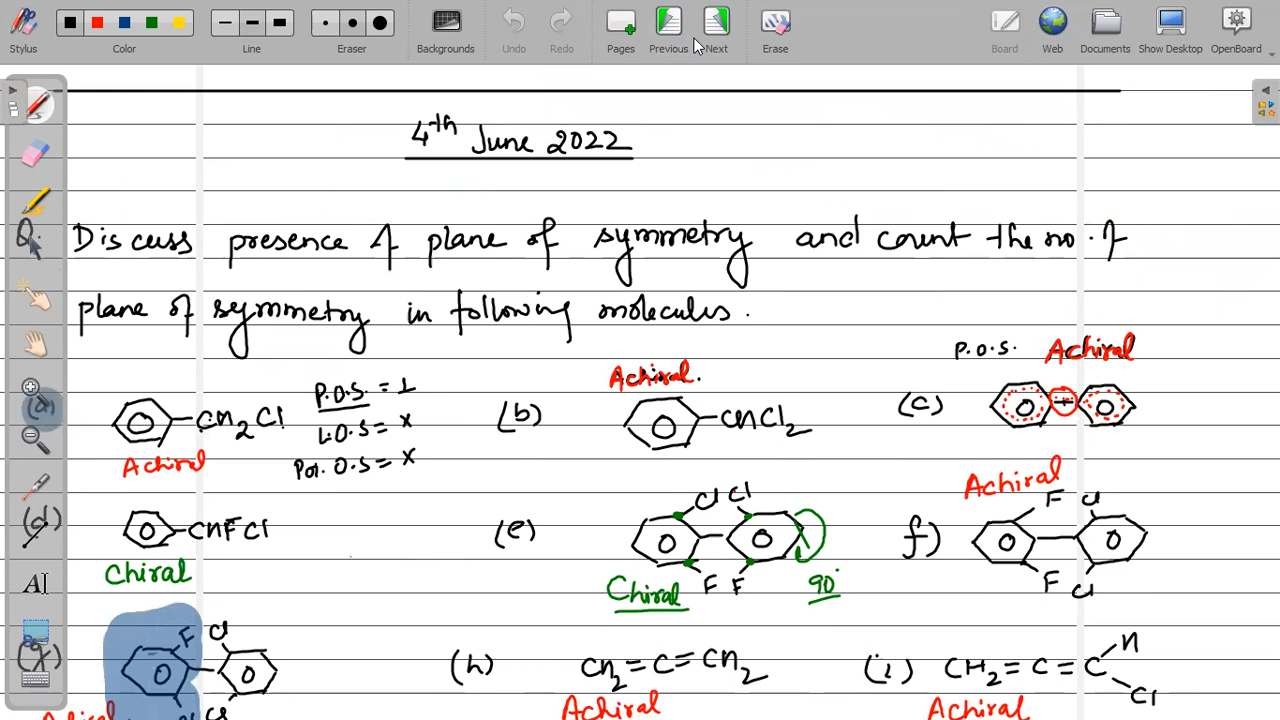 Stylus Color Line Eraser Backgrounds Undo Redo Pages Previous Next Erase Board Web Documents Show Desktop OpenBoard
4th June 2022
Q. Discuss presence of plane of symmetry and count the no. of
plane of symmetry in following molecules.
P.O.S. Achiral
Achiral.
(a) CH2Cl P.O.S. = 1 (b) CHCl2 (c)
L.O.S = x
Achiral Poi. O.S = x
Achiral
(d) CHFCl (e) Cl Cl F F 90° f) F Cl F Cl
Chiral Chiral
F Cl Cl
(h) CH2=C=CH2 (i) CH2=C=C H Cl
Achiral Achiral Achiral